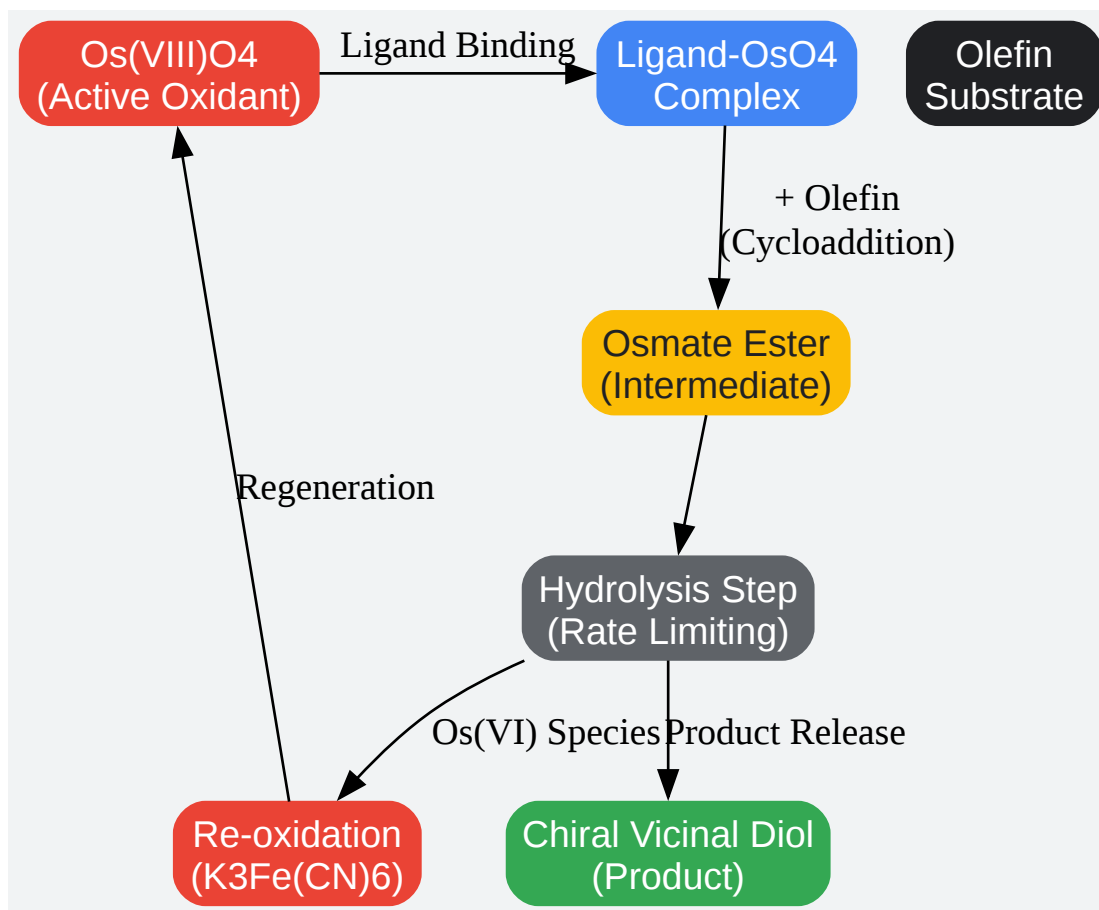 Os(VIII)O4
(Active Oxidant)
Ligand Binding
Ligand-OsO4
Complex
Olefin
Substrate
+ Olefin
(Cycloaddition)
Osmate Ester
(Intermediate)
Regeneration
Hydrolysis Step
(Rate Limiting)
Os(VI) Species
Product Release
Re-oxidation
(K3Fe(CN)6)
Chiral Vicinal Diol
(Product)